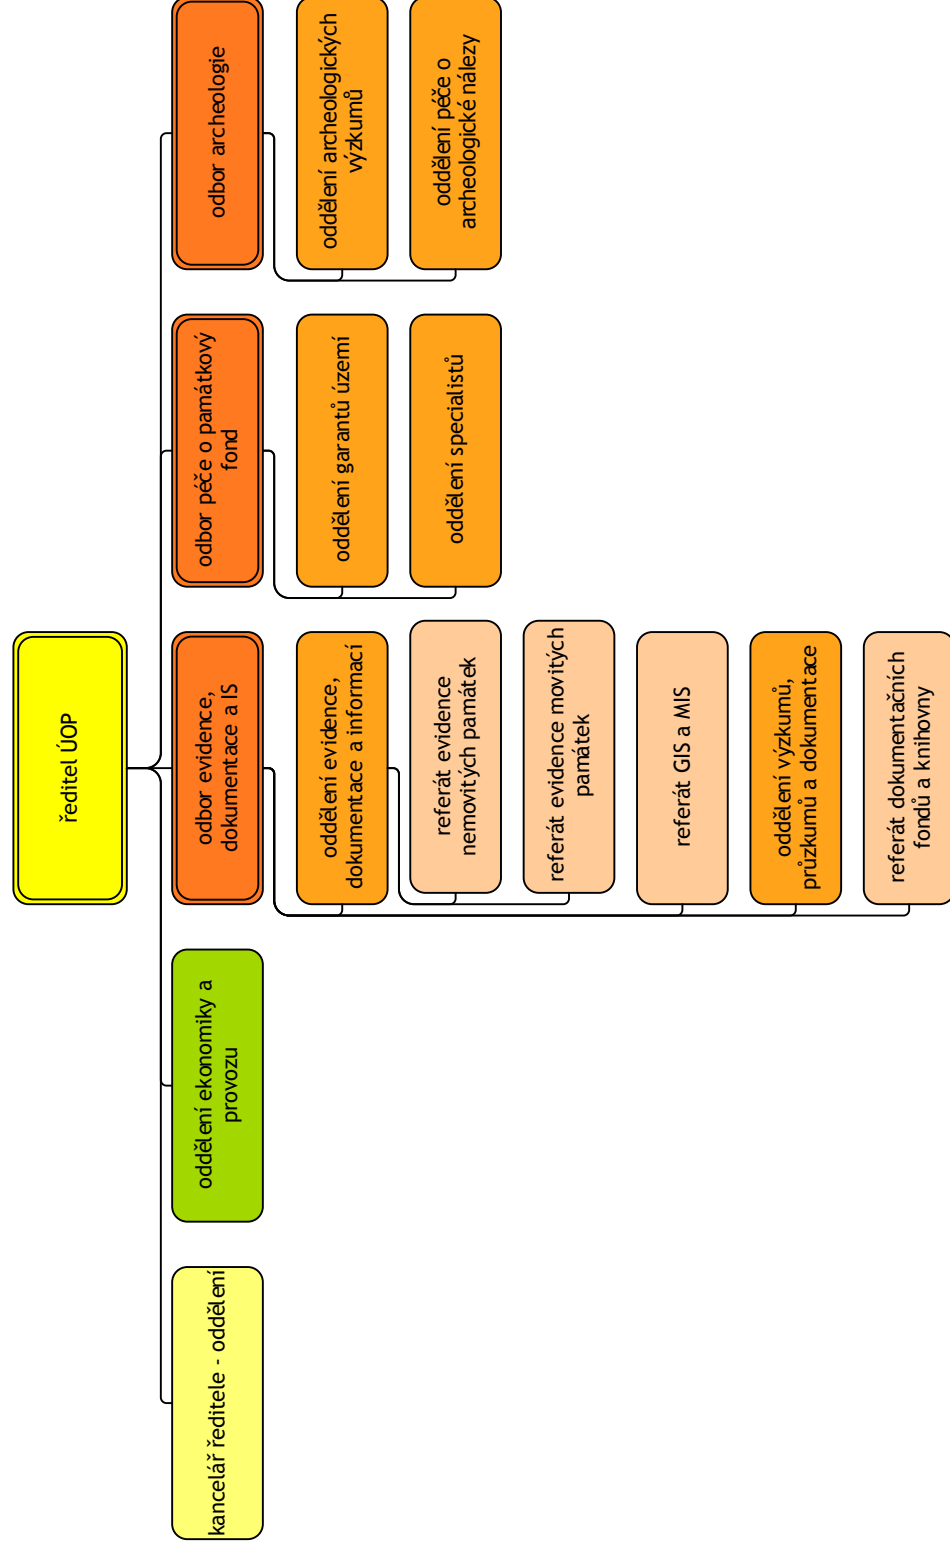 ředitel ÚOP
kancelář ředitele - oddělení
oddělení ekonomiky a
provozu
odbor evidence,
dokumentace a IS
oddělení evidence,
dokumentace a informací
referát evidence
nemovitých památek
referát evidence movitých
památek
referát GIS a MIS
oddělení výzkumů,
průzkumů a dokumentace
referát dokumentačních
fondů a knihovny
odbor péče o památkový
fond
oddělení garantů území
oddělení specialistů
odbor archeologie
oddělení archeologických
výzkumů
oddělení péče o
archeologické nálezy